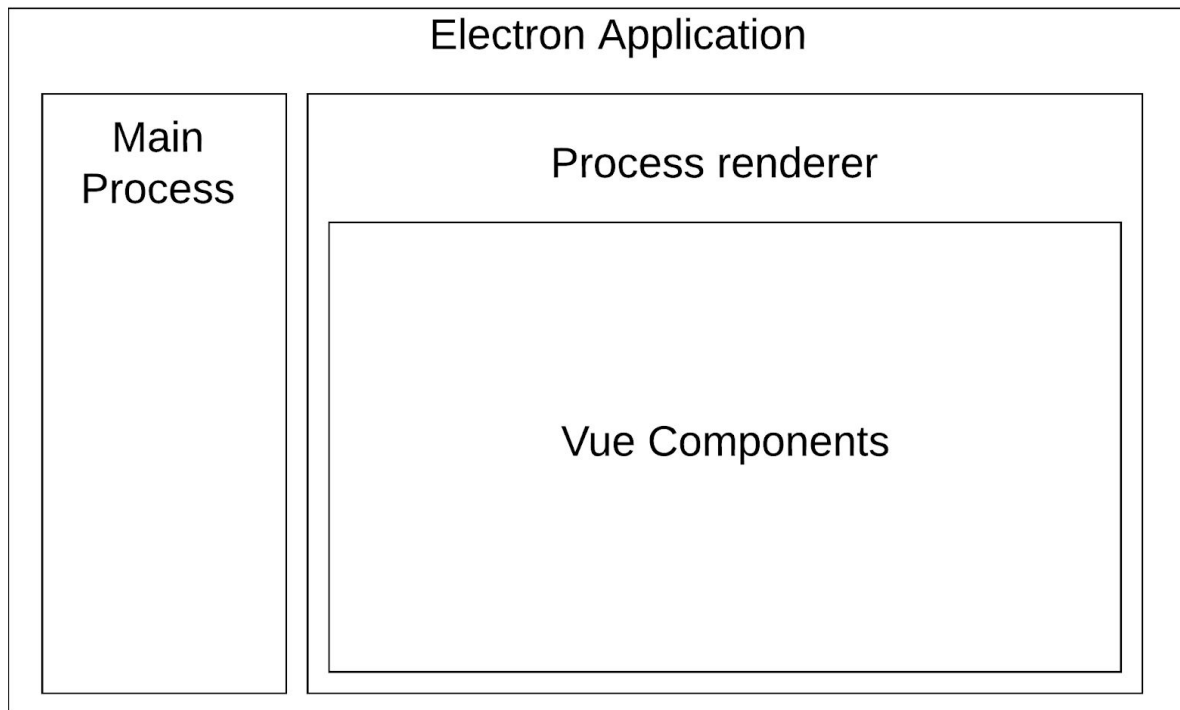 Electron Application
Main
Process
Process renderer
Vue Components